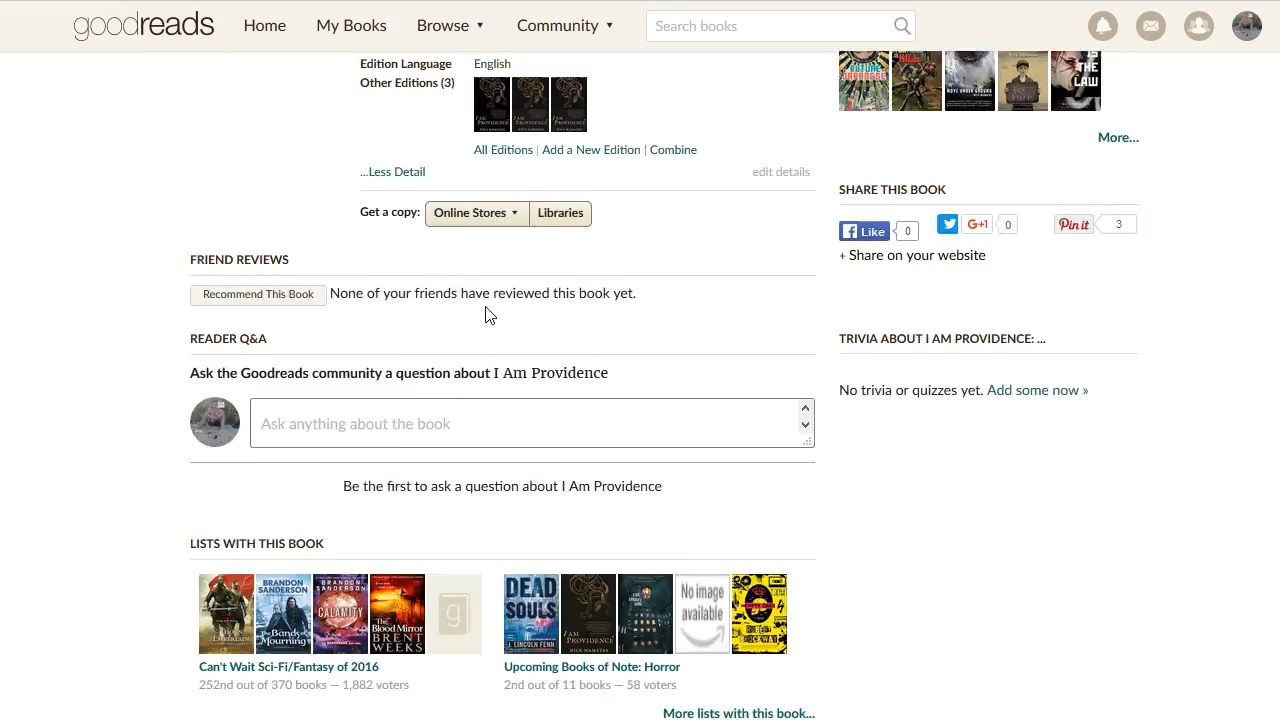 goodreads Home My Books Browse ▼ Community ▼ Search books
Edition Language English
Other Editions (3)
All Editions | Add a New Edition | Combine
...Less Detail edit details
Get a copy: Online Stores ▼ Libraries
FRIEND REVIEWS
Recommend This Book None of your friends have reviewed this book yet.
READER Q&A
Ask the Goodreads community a question about I Am Providence
Ask anything about the book
Be the first to ask a question about I Am Providence
LISTS WITH THIS BOOK
BRANDON SANDERSON
The Bands of Mourning
BRANDON SANDERSON
CALAMITY
The Blood Mirror
BRENT WEEKS
g
DEAD SOULS
J. LINCOLN FENN
I AM PROVIDENCE
NICK MAMATAS
No image available
Can't Wait Sci-Fi/Fantasy of 2016
252nd out of 370 books — 1,882 voters
Upcoming Books of Note: Horror
2nd out of 11 books — 58 voters
More lists with this book...
IS THE LAW
MOVE UNDER GROUND
More...
SHARE THIS BOOK
f Like 0 G+1 0 Pin it 3
+ Share on your website
TRIVIA ABOUT I AM PROVIDENCE: ...
No trivia or quizzes yet. Add some now »